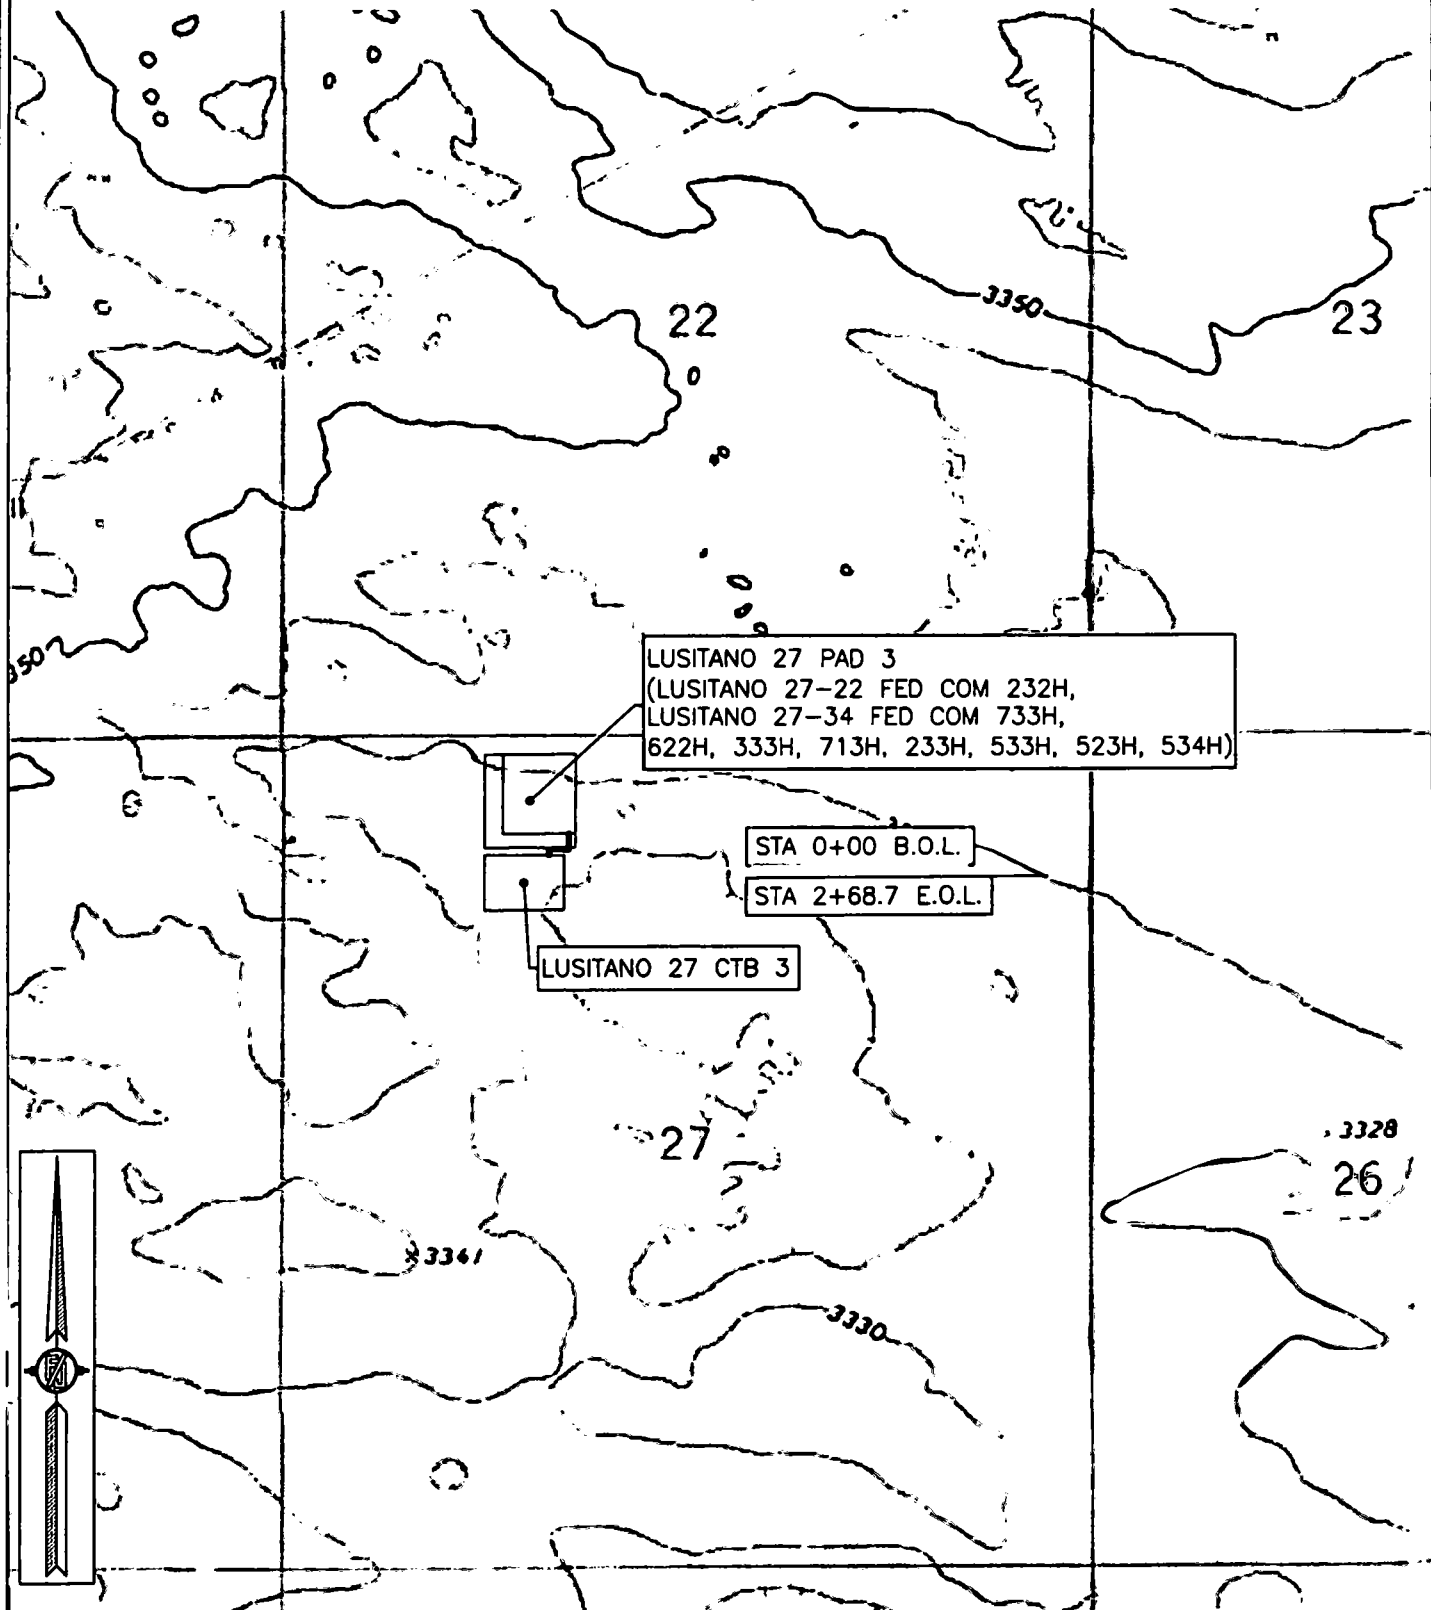 22
3350
23
LUSITANO 27 PAD 3
(LUSITANO 27-22 FED COM 232H,
LUSITANO 27-34 FED COM 733H,
622H, 333H, 713H, 233H, 533H, 523H, 534H)
STA 0+00 B.O.L.
STA 2+68.7 E.O.L.
LUSITANO 27 CTB 3
27
3328
26
3341
3330